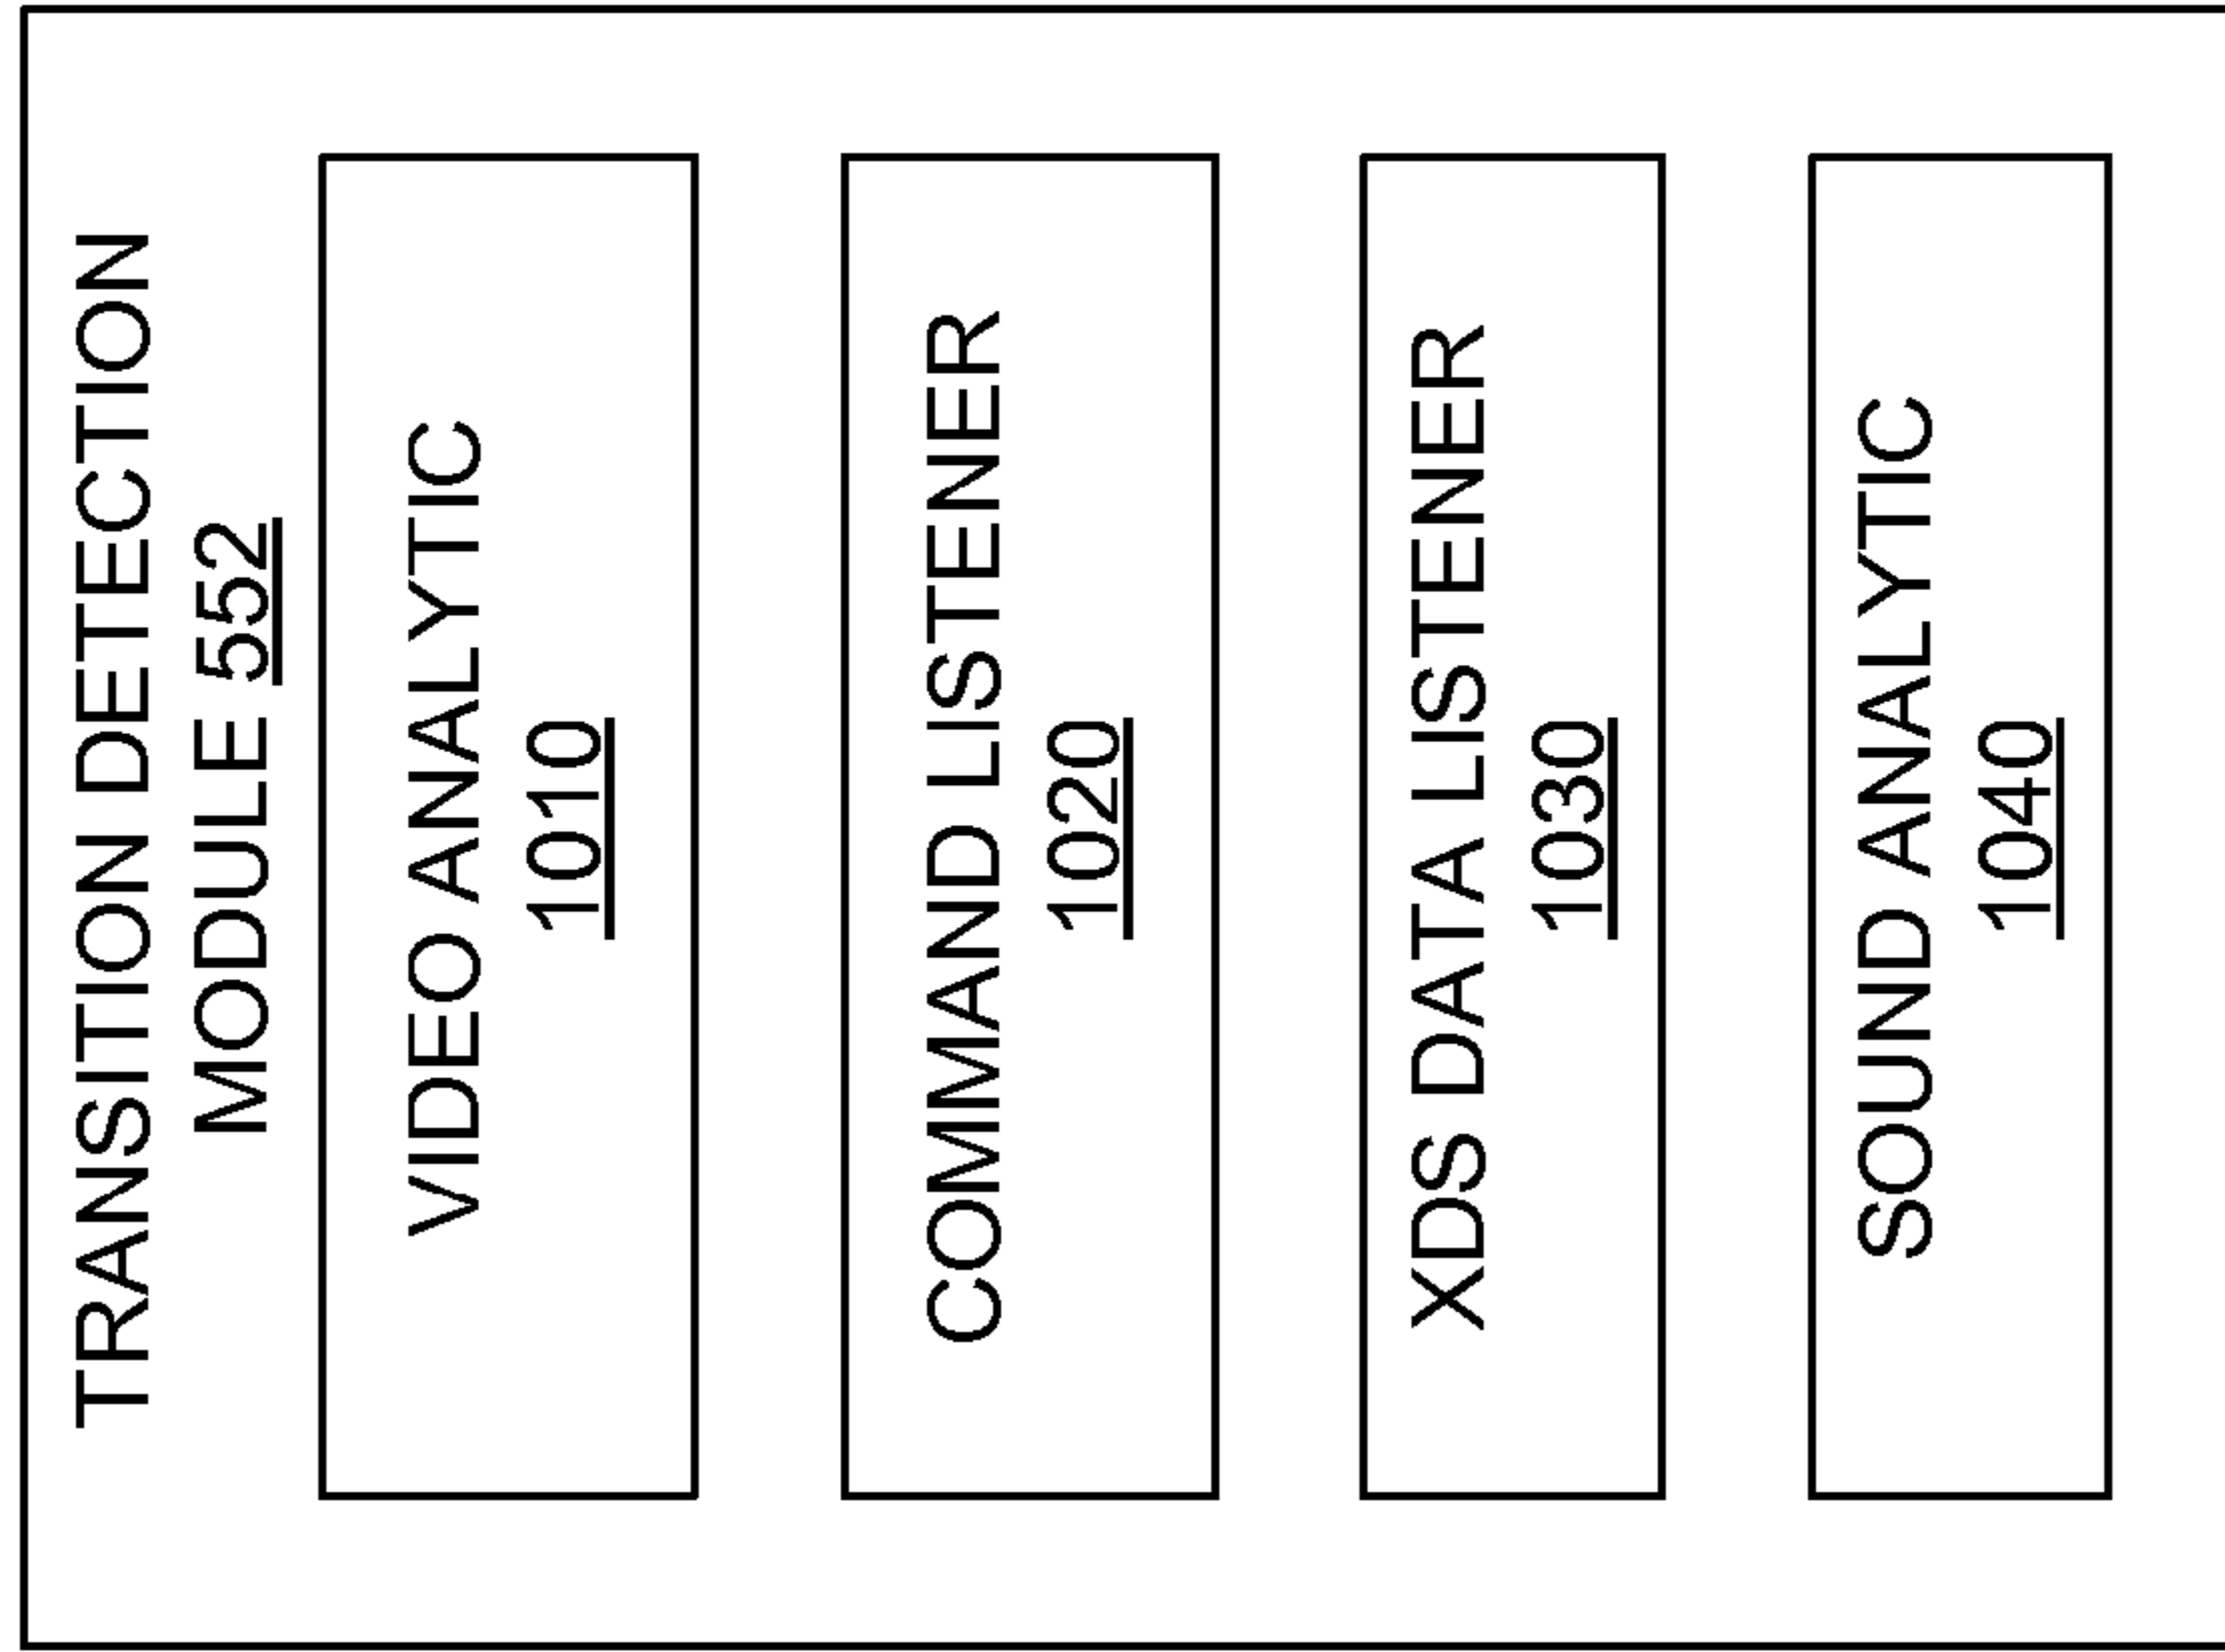 TRANSITION DETECTION
MODULE 552
VIDEO ANALYTIC
1010
COMMAND LISTENER
1020
XDS DATA LISTENER
1030
SOUND ANALYTIC
1040